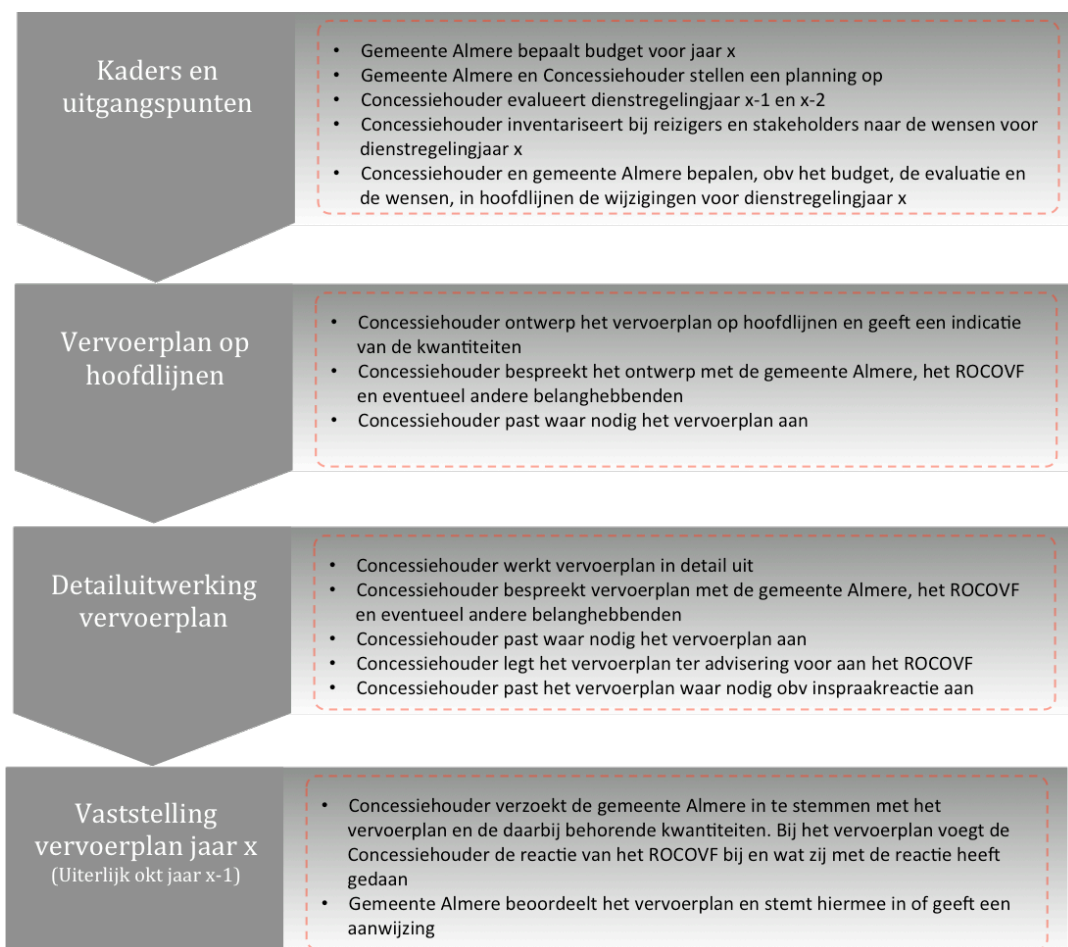 Kaders en
uitgangspunten
• Gemeente Almere bepaalt budget voor jaar x
• Gemeente Almere en Concessiehouder stellen een planning op
• Concessiehouder evalueert dienstregelingjaar x-1 en x-2
• Concessiehouder inventariseert bij reizigers en stakeholders naar de wensen voor
dienstregelingjaar x
• Concessiehouder en gemeente Almere bepalen, obv het budget, de evaluatie en
de wensen, in hoofdlijnen de wijzigingen voor dienstregelingjaar x
Vervoerplan op
hoofdlijnen
• Concessiehouder ontwerp het vervoerplan op hoofdlijnen en geeft een indicatie
van de kwantiteiten
• Concessiehouder bespreekt het ontwerp met de gemeente Almere, het ROCOVF
en eventueel andere belanghebbenden
• Concessiehouder past waar nodig het vervoerplan aan
Detailuitwerking
vervoerplan
• Concessiehouder werkt vervoerplan in detail uit
• Concessiehouder bespreekt vervoerplan met de gemeente Almere, het ROCOVF
en eventueel andere belanghebbenden
• Concessiehouder past waar nodig het vervoerplan aan
• Concessiehouder legt het vervoerplan ter advisering voor aan het ROCOVF
• Concessiehouder past het vervoerplan waar nodig obv inspraakreactie aan
Vaststelling
vervoerplan jaar x
(Uiterlijk okt jaar x-1)
• Concessiehouder verzoekt de gemeente Almere in te stemmen met het
vervoerplan en de daarbij behorende kwantiteiten. Bij het vervoerplan voegt de
Concessiehouder de reactie van het ROCOVF bij en wat zij met de reactie heeft
gedaan
• Gemeente Almere beoordeelt het vervoerplan en stemt hiermee in of geeft een
aanwijzing